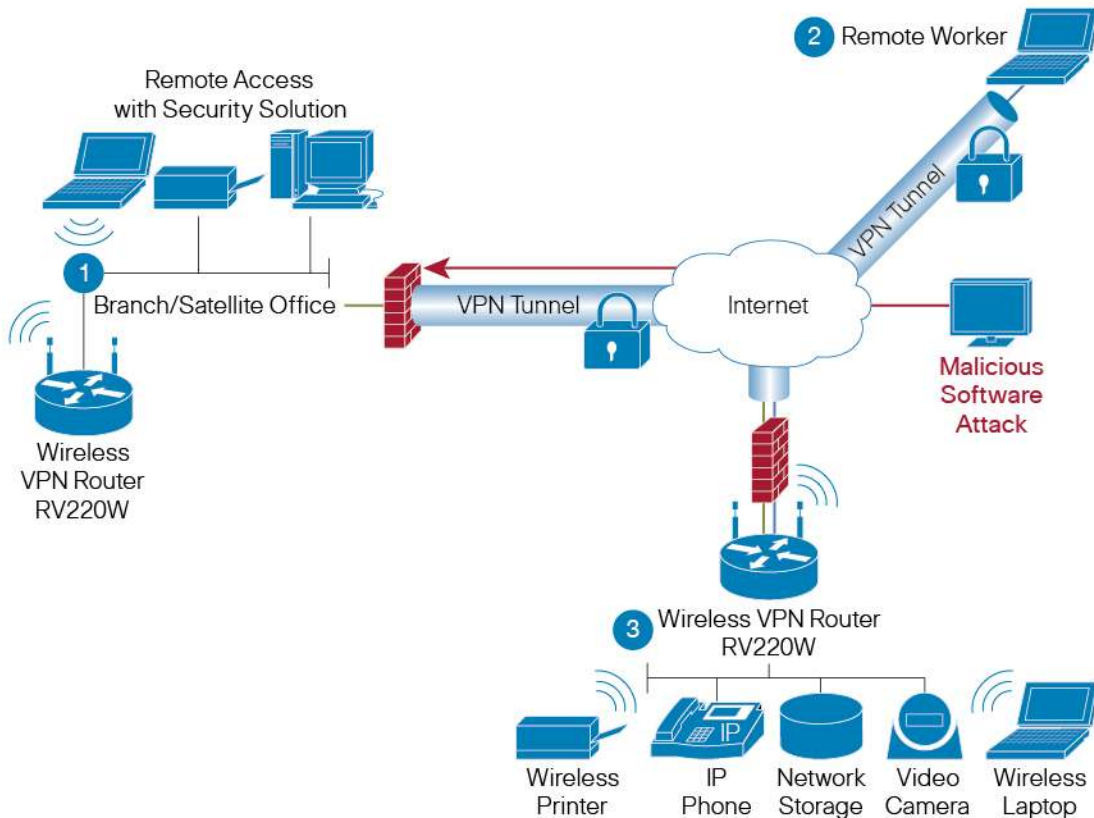 2 Remote Worker
Remote Access
with Security Solution
VPN Tunnel
1
Branch/Satellite Office
VPN Tunnel
Internet
Malicious
Software
Attack
Wireless
VPN Router
RV220W
3
Wireless VPN Router
RV220W
IP
Wireless
Printer
IP
Phone
Network
Storage
Video
Camera
Wireless
Laptop